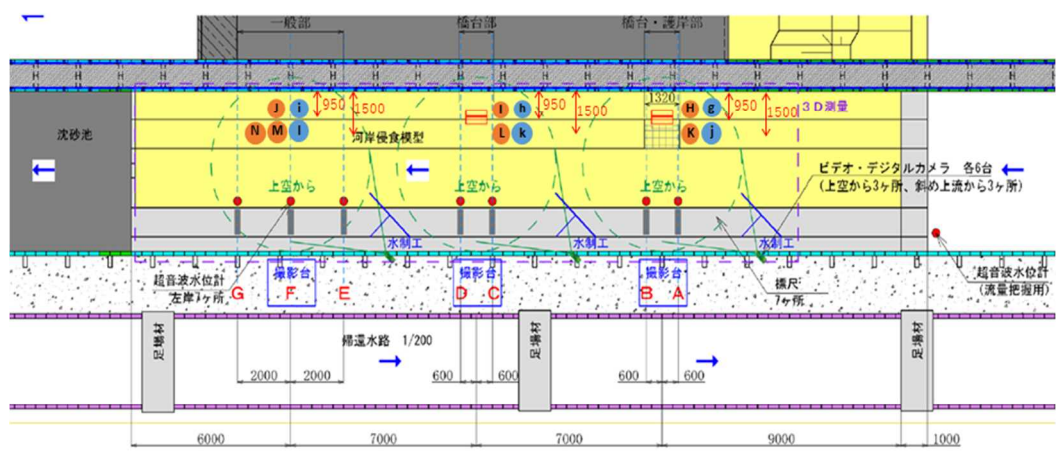 一般部
橋台部
橋台・護岸部
950
1500
950
1500
1320
950
1500
3D測量
J
i
I
h
H
g
N
M
l
L
k
K
j
沈砂池
河岸侵食模型
ビデオ・デジタルカメラ 各6台
(上空から3ヶ所、斜め上流から3ヶ所)
上空から
上空から
上空から
水制工
水制工
水制工
超音波水位計
左岸7ヶ所
撮影台
撮影台
撮影台
標尺
7ヶ所
超音波水位計
(流量把握用)
G
F
E
D
C
B
A
足場材
帰還水路 1/200
足場材
足場材
2000
2000
600
600
600
600
6000
7000
7000
9000
1000